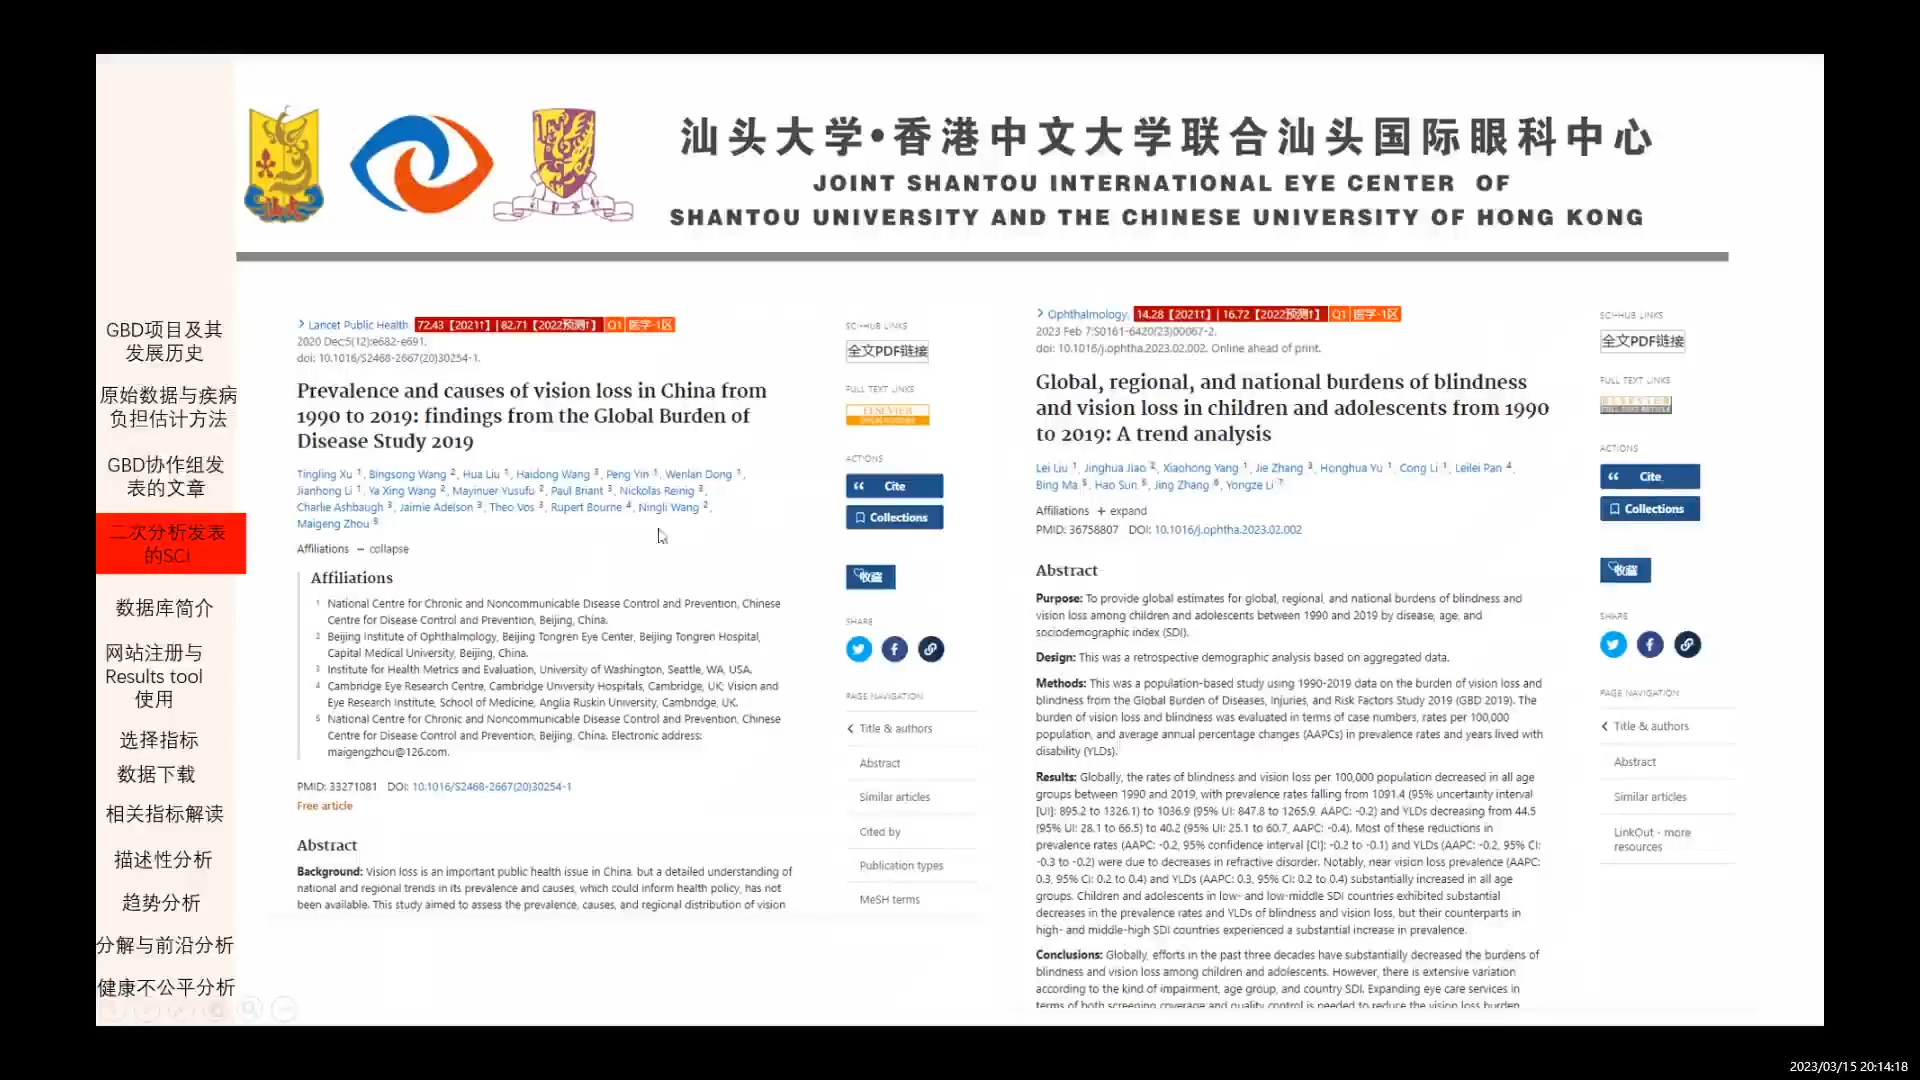 汕头大学•香港中文大学联合汕头国际眼科中心
JOINT SHANTOU INTERNATIONAL EYE CENTER OF
SHANTOU UNIVERSITY AND THE CHINESE UNIVERSITY OF HONG KONG
GBD项目及其
发展历史
原始数据与疾病
负担估计方法
GBD协作组发
表的文章
二次分析发表
的SCI
数据库简介
网站注册与
Results tool
使用
选择指标
数据下载
相关指标解读
描述性分析
趋势分析
分解与前沿分析
健康不公平分析
Lancet Public Health 72.43【2021↑】| 82.71【2022预测↑】 Q1 医学-1区
2020 Dec;5(12):e682-e691.
doi: 10.1016/S2468-2667(20)30254-1.
Prevalence and causes of vision loss in China from
1990 to 2019: findings from the Global Burden of
Disease Study 2019
Tingling Xu 1, Bingsong Wang 2, Hua Liu 1, Haidong Wang 3, Peng Yin 1, Wenlan Dong 1,
Jianhong Li 1, Ya Xing Wang 2, Mayinuer Yusufu 2, Paul Briant 3, Nickolas Reinig 3,
Charlie Ashbaugh 3, Jaimie Adelson 3, Theo Vos 3, Rupert Bourne 4, Ningli Wang 2,
Maigeng Zhou 5
Affiliations − collapse
Affiliations
1 National Centre for Chronic and Noncommunicable Disease Control and Prevention, Chinese
Centre for Disease Control and Prevention, Beijing, China.
2 Beijing Institute of Ophthalmology, Beijing Tongren Eye Center, Beijing Tongren Hospital,
Capital Medical University, Beijing, China.
3 Institute for Health Metrics and Evaluation, University of Washington, Seattle, WA, USA.
4 Cambridge Eye Research Centre, Cambridge University Hospitals, Cambridge, UK; Vision and
Eye Research Institute, School of Medicine, Anglia Ruskin University, Cambridge, UK.
5 National Centre for Chronic and Noncommunicable Disease Control and Prevention, Chinese
Centre for Disease Control and Prevention, Beijing, China. Electronic address:
maigengzhou@126.com.
PMID: 33271081 DOI: 10.1016/S2468-2667(20)30254-1
Free article
Abstract
Background: Vision loss is an important public health issue in China, but a detailed understanding of
national and regional trends in its prevalence and causes, which could inform health policy, has not
been available. This study aimed to assess the prevalence, causes, and regional distribution of vision
SCI-HUB LINKS
全文PDF链接
FULL TEXT LINKS
ELSEVIER
ACTIONS
Cite
Collections
收藏
SHARE
PAGE NAVIGATION
Title & authors
Abstract
Similar articles
Cited by
Publication types
MeSH terms
Ophthalmology. 14.28【2021↑】| 16.72【2022预测↑】 Q1 医学-1区
2023 Feb 7;S0161-6420(23)00067-2.
doi: 10.1016/j.ophtha.2023.02.002. Online ahead of print.
Global, regional, and national burdens of blindness
and vision loss in children and adolescents from 1990
to 2019: A trend analysis
Lei Liu 1, Jinghua Jiao 2, Xiaohong Yang 1, Jie Zhang 3, Honghua Yu 1, Cong Li 1, Leilei Pan 4,
Bing Ma 5, Hao Sun 5, Jing Zhang 6, Yongze Li 7
Affiliations + expand
PMID: 36758807 DOI: 10.1016/j.ophtha.2023.02.002
Abstract
Purpose: To provide global estimates for global, regional, and national burdens of blindness and
vision loss among children and adolescents between 1990 and 2019 by disease, age, and
sociodemographic index (SDI).
Design: This was a retrospective demographic analysis based on aggregated data.
Methods: This was a population-based study using 1990-2019 data on the burden of vision loss and
blindness from the Global Burden of Diseases, Injuries, and Risk Factors Study 2019 (GBD 2019). The
burden of vision loss and blindness was evaluated in terms of case numbers, rates per 100,000
population, and average annual percentage changes (AAPCs) in prevalence rates and years lived with
disability (YLDs).
Results: Globally, the rates of blindness and vision loss per 100,000 population decreased in all age
groups between 1990 and 2019, with prevalence rates falling from 1091.4 (95% uncertainty interval
[UI]: 895.2 to 1326.1) to 1036.9 (95% UI: 847.8 to 1265.9, AAPC: -0.2) and YLDs decreasing from 44.5
(95% UI: 28.1 to 66.5) to 40.2 (95% UI: 25.1 to 60.7, AAPC: -0.4). Most of these reductions in
prevalence rates (AAPC: -0.2, 95% confidence interval [CI]: -0.2 to -0.1) and YLDs (AAPC: -0.2, 95% CI:
-0.3 to -0.2) were due to decreases in refractive disorder. Notably, near vision loss prevalence (AAPC:
0.3, 95% CI: 0.2 to 0.4) and YLDs (AAPC: 0.3, 95% CI: 0.2 to 0.4) substantially increased in all age
groups. Children and adolescents in low- and low-middle SDI countries exhibited substantial
decreases in the prevalence rates and YLDs of blindness and vision loss, but their counterparts in
high- and middle-high SDI countries experienced a substantial increase in prevalence.
Conclusions: Globally, efforts in the past three decades have substantially decreased the burdens of
blindness and vision loss among children and adolescents. However, there is extensive variation
according to the kind of impairment, age group, and country SDI. Expanding eye care services in
terms of both screening coverage and quality control is needed to reduce the vision loss burden
SCI-HUB LINKS
全文PDF链接
FULL TEXT LINKS
ELSEVIER
FULL-TEXT ARTICLE
ACTIONS
Cite
Collections
收藏
SHARE
PAGE NAVIGATION
Title & authors
Abstract
Similar articles
LinkOut - more
resources
2023/03/15 20:14:18